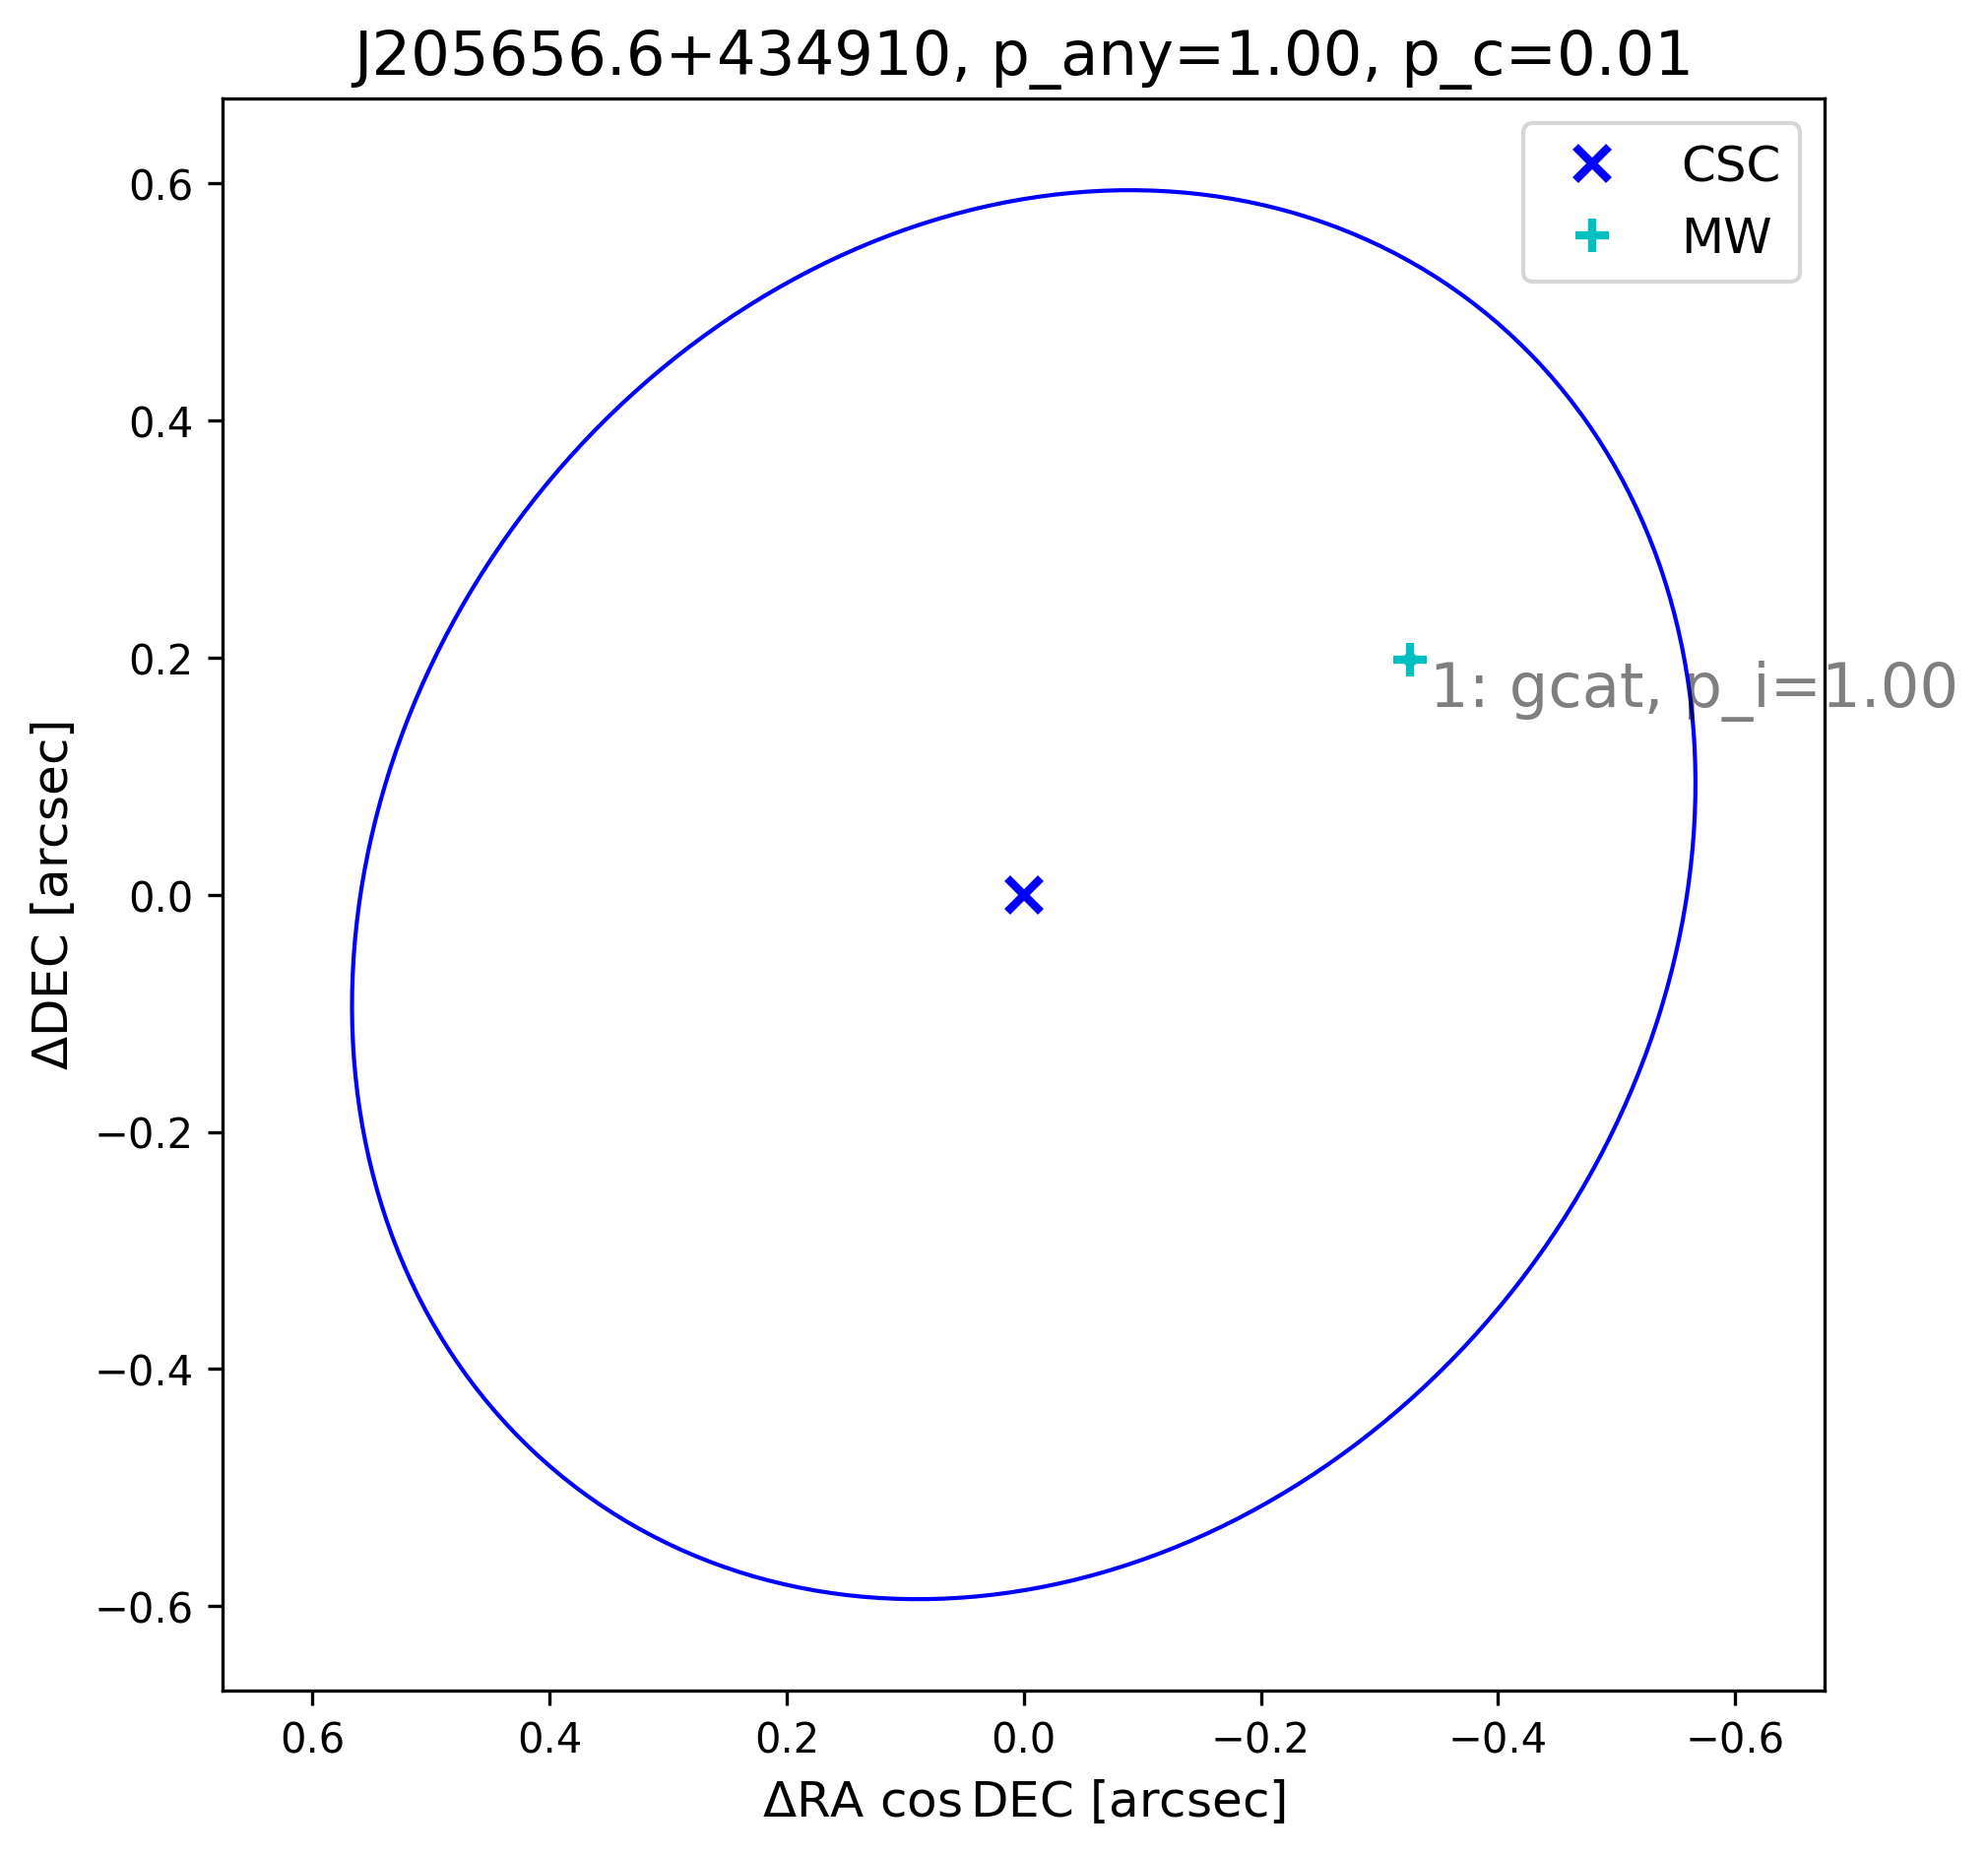 J205656.6+434910, p_any=1.00, p_c=0.01
CSC
MW
0.6
0.4
0.2
0.0
−0.2
−0.4
−0.6
ΔDEC [arcsec]
1: gcat, p_i=1.00
0.6 0.4 0.2 0.0 −0.2 −0.4 −0.6
ΔRA cos DEC [arcsec]